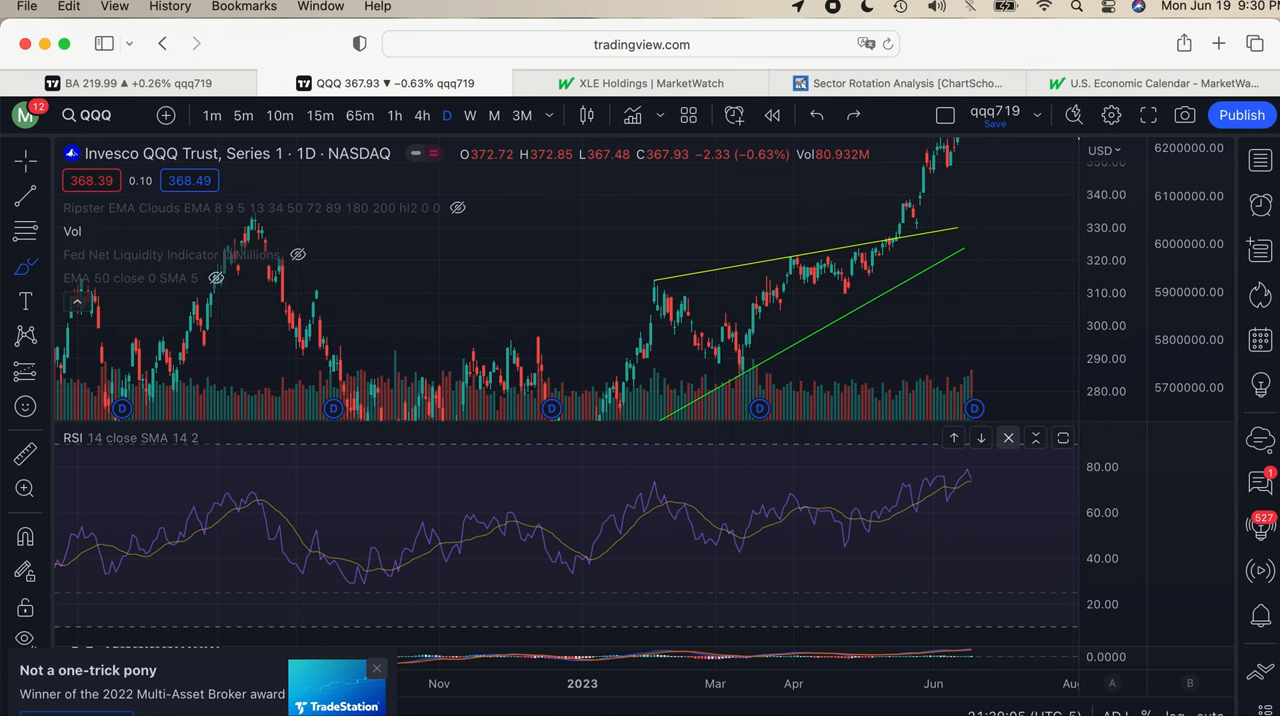 File Edit View History Bookmarks Window Help Mon Jun 19 9:30 PM
tradingview.com
BA 219.99 ▲ +0.26% qqq719 QQQ 367.93 ▼ −0.63% qqq719 XLE Holdings | MarketWatch Sector Rotation Analysis [ChartScho... U.S. Economic Calendar - MarketWa...
M 12 QQQ 1m 5m 10m 15m 65m 1h 4h D W M 3M qqq719 Save Publish
Invesco QQQ Trust, Series 1 · 1D · NASDAQ O372.72 H372.85 L367.48 C367.93 −2.33 (−0.63%) Vol80.932M
USD
368.39 0.10 368.49
Ripster EMA Clouds EMA 8 9 5 13 34 50 72 89 180 200 hl2 0 0
Vol
Fed Net Liquidity Indicator Millions
EMA 50 close 0 SMA 5
350.00
340.00
330.00
320.00
310.00
300.00
290.00
280.00
6200000.00
6100000.00
6000000.00
5900000.00
5800000.00
5700000.00
D D D D D
RSI 14 close SMA 14 2
80.00
60.00
40.00
20.00
0.0000
1
527
Nov 2023 Mar Apr Jun A B
Not a one-trick pony
Winner of the 2022 Multi-Asset Broker award
TradeStation